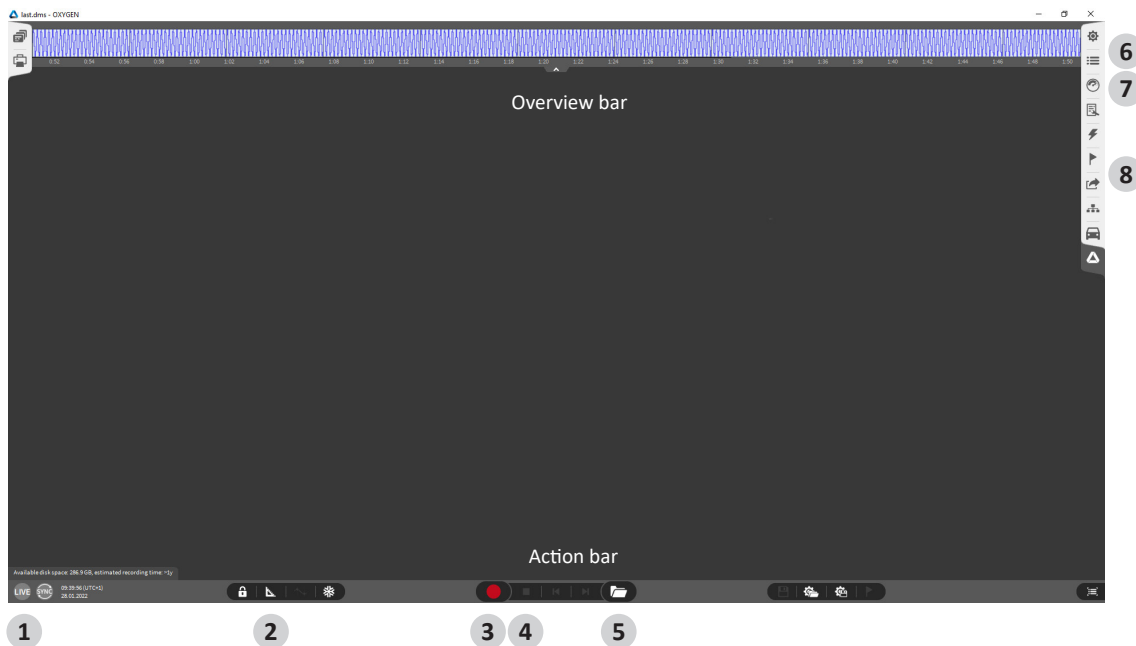 last.dms - OXYGEN
0:52 0:54 0:56 0:58 1:00 1:02 1:04 1:06 1:08 1:10 1:12 1:14 1:16 1:18 1:20 1:22 1:24 1:26 1:28 1:30 1:32 1:34 1:36 1:38 1:40 1:42 1:44 1:46 1:48 1:50
6
7
Overview bar
8
Action bar
Available disk space: 286.9 GB, estimated recording time: >1y
LIVE SYNC 09:39:56 (UTC+1)
28.01.2022
1 2 3 4 5